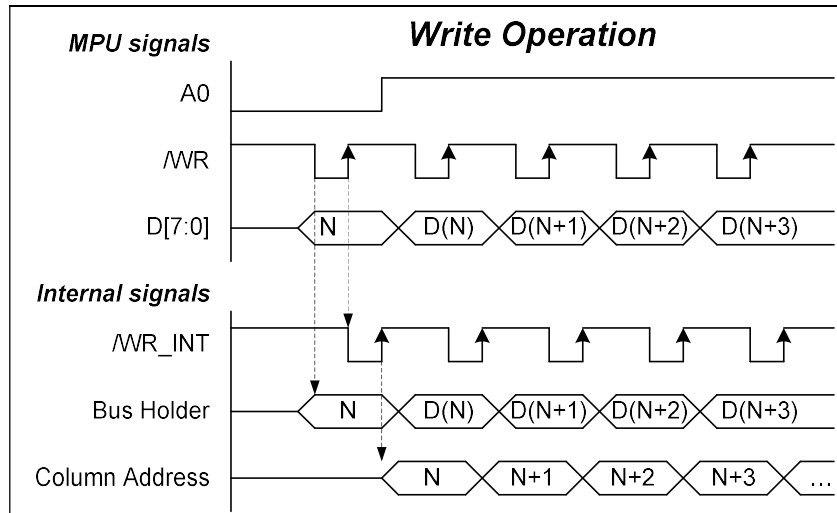 MPU signals
Write Operation
A0
/WR
D[7:0]
N
D(N)
D(N+1)
D(N+2)
D(N+3)
Internal signals
/WR_INT
Bus Holder
N
D(N)
D(N+1)
D(N+2)
D(N+3)
Column Address
N
N+1
N+2
N+3
...